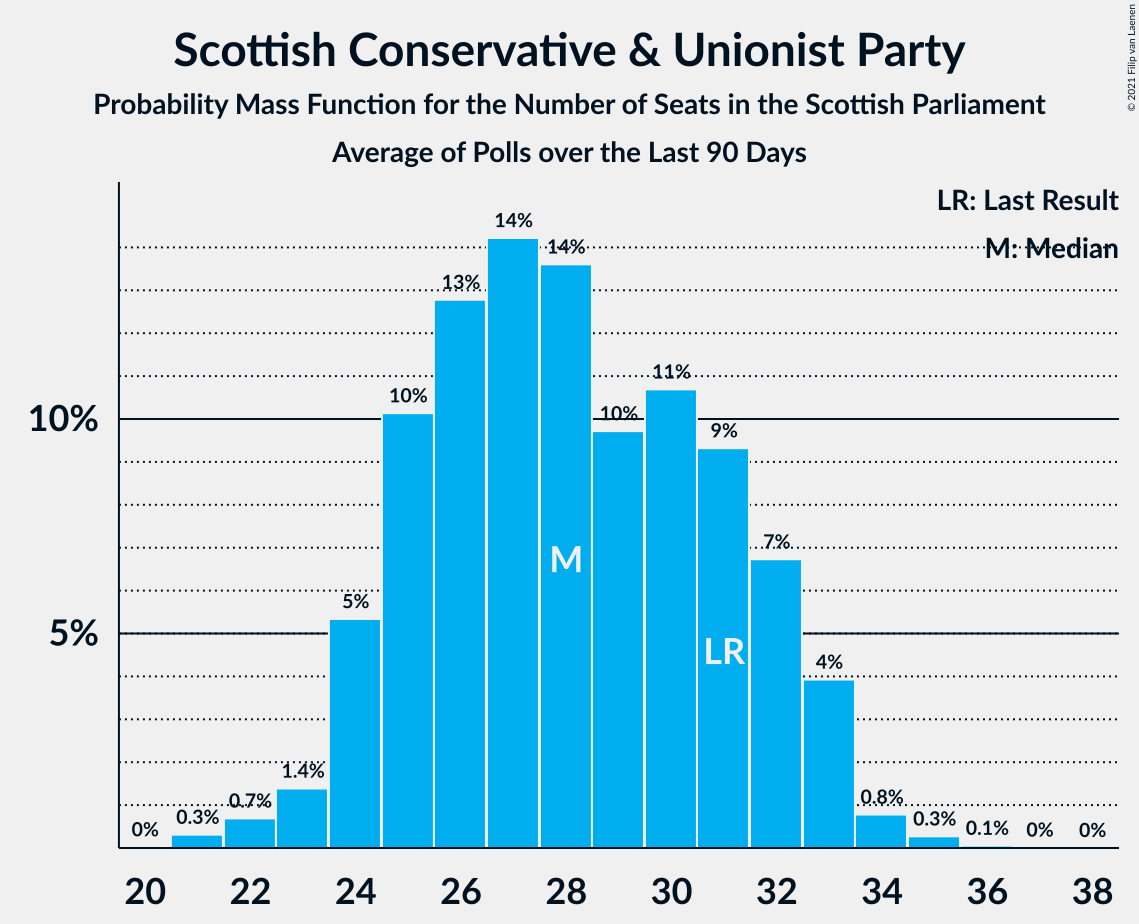 Scottish Conservative & Unionist Party
Probability Mass Function for the Number of Seats in the Scottish Parliament
Average of Polls over the Last 90 Days
© 2021 Filip van Laenen
LR: Last Result
M: Median
10%
5%
0%
0.3%
0.7%
1.4%
5%
10%
13%
14%
14%
10%
11%
9%
7%
4%
0.8%
0.3%
0.1%
0%
0%
M
LR
20 22 24 26 28 30 32 34 36 38